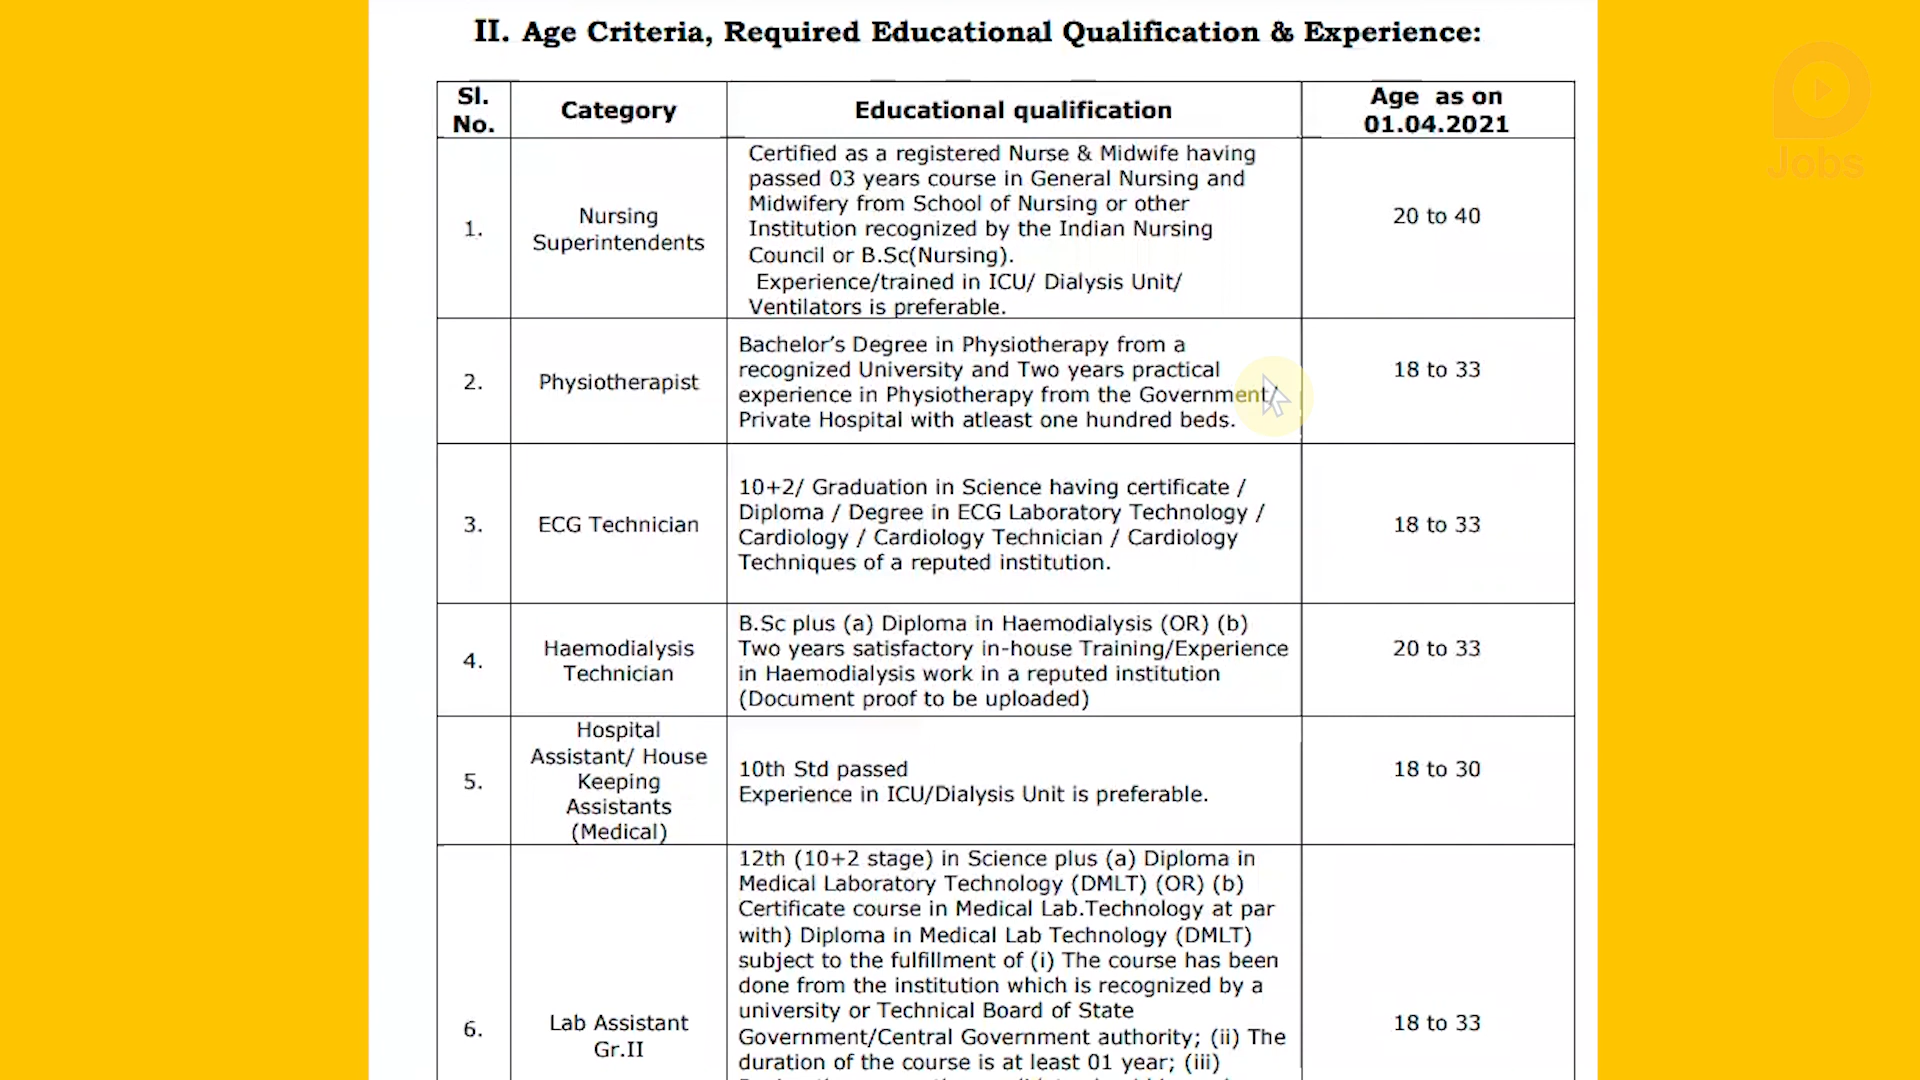 II. Age Criteria, Required Educational Qualification & Experience:
Sl. No.
Category
Educational qualification
Age as on
01.04.2021
1.
Nursing
Superintendents
Certified as a registered Nurse & Midwife having
passed 03 years course in General Nursing and
Midwifery from School of Nursing or other
Institution recognized by the Indian Nursing
Council or B.Sc(Nursing).
Experience/trained in ICU/ Dialysis Unit/
Ventilators is preferable.
20 to 40
2.
Physiotherapist
Bachelor's Degree in Physiotherapy from a
recognized University and Two years practical
experience in Physiotherapy from the Government/
Private Hospital with atleast one hundred beds.
18 to 33
3.
ECG Technician
10+2/ Graduation in Science having certificate /
Diploma / Degree in ECG Laboratory Technology /
Cardiology / Cardiology Technician / Cardiology
Techniques of a reputed institution.
18 to 33
4.
Haemodialysis
Technician
B.Sc plus (a) Diploma in Haemodialysis (OR) (b)
Two years satisfactory in-house Training/Experience
in Haemodialysis work in a reputed institution
(Document proof to be uploaded)
20 to 33
5.
Hospital
Assistant/ House
Keeping
Assistants
(Medical)
10th Std passed
Experience in ICU/Dialysis Unit is preferable.
18 to 30
6.
Lab Assistant
Gr.II
12th (10+2 stage) in Science plus (a) Diploma in
Medical Laboratory Technology (DMLT) (OR) (b)
Certificate course in Medical Lab.Technology at par
with) Diploma in Medical Lab Technology (DMLT)
subject to the fulfillment of (i) The course has been
done from the institution which is recognized by a
university or Technical Board of State
Government/Central Government authority; (ii) The
duration of the course is at least 01 year; (iii)
18 to 33
Jobs